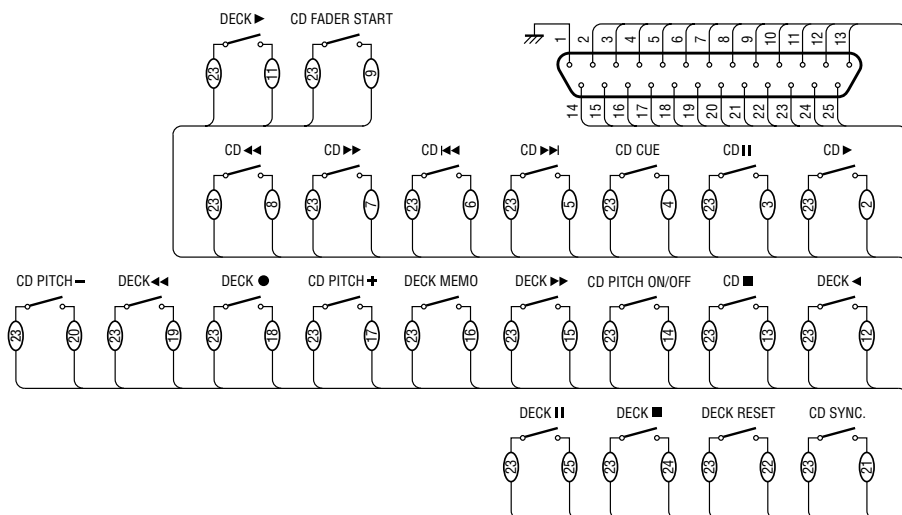 DECK ► CD FADER START
23 11 23 9
1 2 3 4 5 6 7 8 9 10 11 12 13
14 15 16 17 18 19 20 21 22 23 24 25
CD ◄◄ CD ►► CD |◄◄ CD ►►| CD CUE CD ❚❚ CD ►
23 8 23 7 23 6 23 5 23 4 23 3 23 2
CD PITCH − DECK ◄◄ DECK ● CD PITCH + DECK MEMO DECK ►► CD PITCH ON/OFF CD ■ DECK ◄
23 20 23 19 23 18 23 17 23 16 23 15 23 14 23 13 23 12
DECK ❚❚ DECK ■ DECK RESET CD SYNC.
23 25 23 24 23 22 23 21